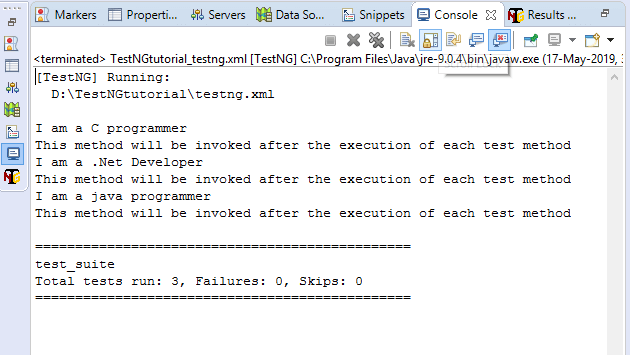 Markers Properti... Servers Data So... Snippets Console Results ...
<terminated> TestNGtutorial_testng.xml [TestNG] C:\Program Files\Java\jre-9.0.4\bin\javaw.exe (17-May-2019, 3
[TestNG] Running:
D:\TestNGtutorial\testng.xml
I am a C programmer
This method will be invoked after the execution of each test method
I am a .Net Developer
This method will be invoked after the execution of each test method
I am a java programmer
This method will be invoked after the execution of each test method
===============================================
test_suite
Total tests run: 3, Failures: 0, Skips: 0
===============================================